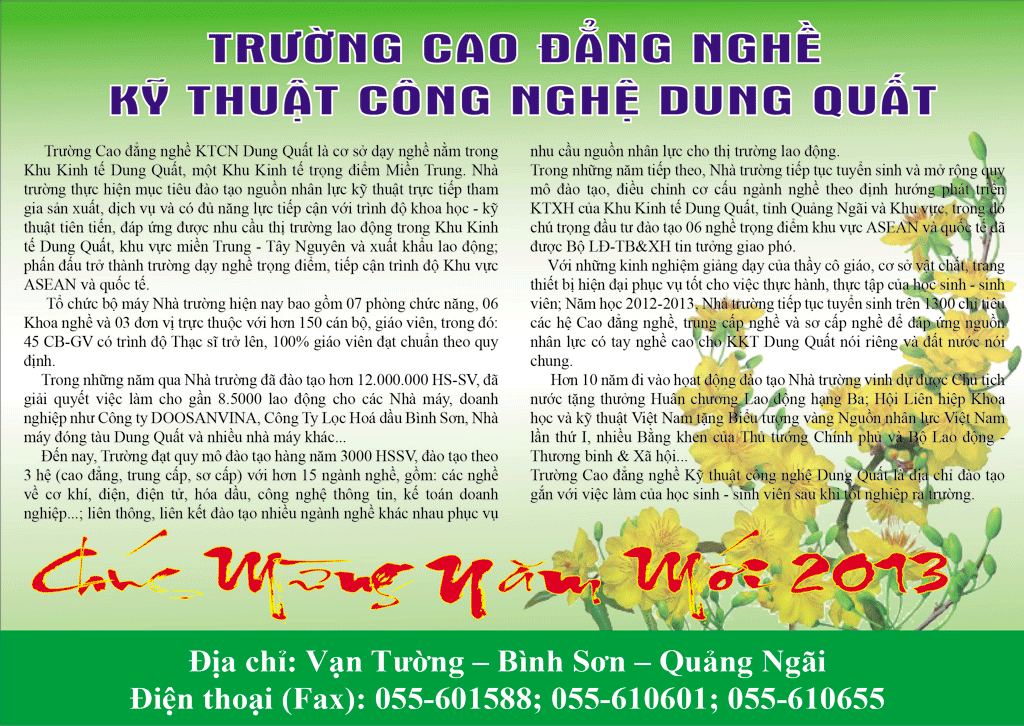 TRƯỜNG CAO ĐẲNG NGHỀ
KỸ THUẬT CÔNG NGHỆ DUNG QUẤT
Trường Cao đẳng nghề KTCN Dung Quất là cơ sở dạy nghề nằm trong
Khu Kinh tế Dung Quất, một Khu Kinh tế trọng điểm Miền Trung. Nhà
trường thực hiện mục tiêu đào tạo nguồn nhân lực kỹ thuật trực tiếp tham
gia sản xuất, dịch vụ và có đủ năng lực tiếp cận với trình độ khoa học - kỹ
thuật tiên tiến, đáp ứng được nhu cầu thị trường lao động trong Khu Kinh
tế Dung Quất, khu vực miền Trung - Tây Nguyên và xuất khẩu lao động;
phấn đấu trở thành trường dạy nghề trọng điểm, tiếp cận trình độ Khu vực
ASEAN và quốc tế.
Tổ chức bộ máy Nhà trường hiện nay bao gồm 07 phòng chức năng, 06
Khoa nghề và 03 đơn vị trực thuộc với hơn 150 cán bộ, giáo viên, trong đó:
45 CB-GV có trình độ Thạc sĩ trở lên, 100% giáo viên đạt chuẩn theo quy
định.
Trong những năm qua Nhà trường đã đào tạo hơn 12.000.000 HS-SV, đã
giải quyết việc làm cho gần 8.5000 lao động cho các Nhà máy, doanh
nghiệp như Công ty DOOSANVINA, Công Ty Lọc Hoá dầu Bình Sơn, Nhà
máy đóng tàu Dung Quất và nhiều nhà máy khác...
Đến nay, Trường đạt quy mô đào tạo hàng năm 3000 HSSV, đào tạo theo
3 hệ (cao đẳng, trung cấp, sơ cấp) với hơn 15 ngành nghề, gồm: các nghề
về cơ khí, điện, điện tử, hóa dầu, công nghệ thông tin, kế toán doanh
nghiệp...; liên thông, liên kết đào tạo nhiều ngành nghề khác nhau phục vụ
nhu cầu nguồn nhân lực cho thị trường lao động.
Trong những năm tiếp theo, Nhà trường tiếp tục tuyển sinh và mở rộng quy
mô đào tạo, điều chỉnh cơ cấu ngành nghề theo định hướng phát triển
KTXH của Khu Kinh tế Dung Quất, tỉnh Quảng Ngãi và Khu vực, trong đó
chú trọng đầu tư đào tạo 06 nghề trọng điểm khu vực ASEAN và quốc tế đã
được Bộ LĐ-TB&XH tin tưởng giao phó.
Với những kinh nghiệm giảng dạy của thầy cô giáo, cơ sở vật chất, trang
thiết bị hiện đại phục vụ tốt cho việc thực hành, thực tập của học sinh - sinh
viên; Năm học 2012-2013, Nhà trường tiếp tục tuyển sinh trên 1300 chỉ tiêu
các hệ Cao đẳng nghề, trung cấp nghề và sơ cấp nghề để đáp ứng nguồn
nhân lực có tay nghề cao cho KKT Dung Quất nói riêng và đất nước nói
chung.
Hơn 10 năm đi vào hoạt động đào tạo Nhà trường vinh dự được Chủ tịch
nước tặng thưởng Huân chương Lao động hạng Ba; Hội Liên hiệp Khoa
học và kỹ thuật Việt Nam tặng Biểu tượng vàng Nguồn nhân lực Việt Nam
lần thứ I, nhiều Bằng khen của Thủ tướng Chính phủ và Bộ Lao động -
Thương binh & Xã hội...
Trường Cao đẳng nghề Kỹ thuật công nghệ Dung Quất là địa chỉ đào tạo
gắn với việc làm của học sinh - sinh viên sau khi tốt nghiệp ra trường.
Chúc Mừng Năm Mới 2013
Địa chỉ: Vạn Tường – Bình Sơn – Quảng Ngãi
Điện thoại (Fax): 055-601588; 055-610601; 055-610655